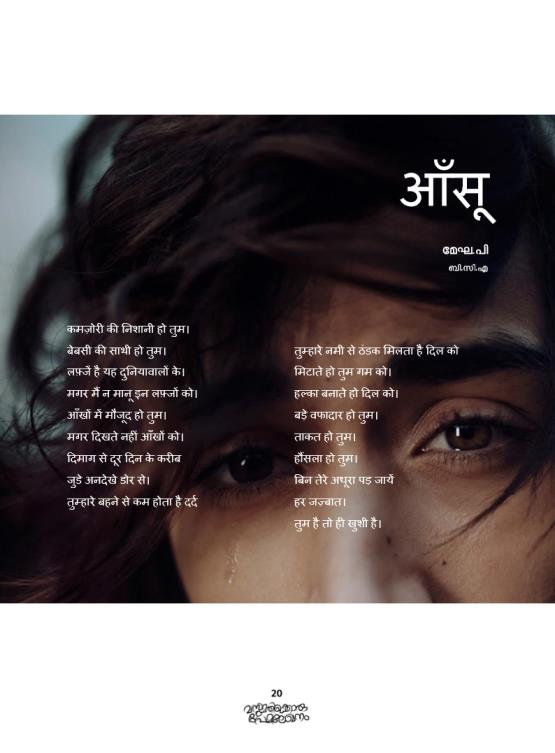 आँसू
മേഘ.പി
ബി.സി.എ
कमज़ोरी की निशानी हो तुम।
बेबसी की साथी हो तुम।
लफ़्जें है यह दुनियावालों के।
मगर मैं न मानू इन लफ़्जों को।
आँखों में मौजूद हो तुम।
मगर दिखते नहीं आँखों को।
दिमाग से दूर दिन के करीब
जुडे अनदेखे डोर से।
तुम्हारे बहने से कम होता है दर्द
तुम्हारे नमी से ठंडक मिलता है दिल को
मिटाते हो तुम गम को।
हल्का बनाते हो दिल को।
बडे वफादार हो तुम।
ताकत हो तुम।
हौंसला हो तुम।
बिन तेरे अधूरा पड जायें
हर जज़्बात।
तुम है तो ही खुशी है।
20